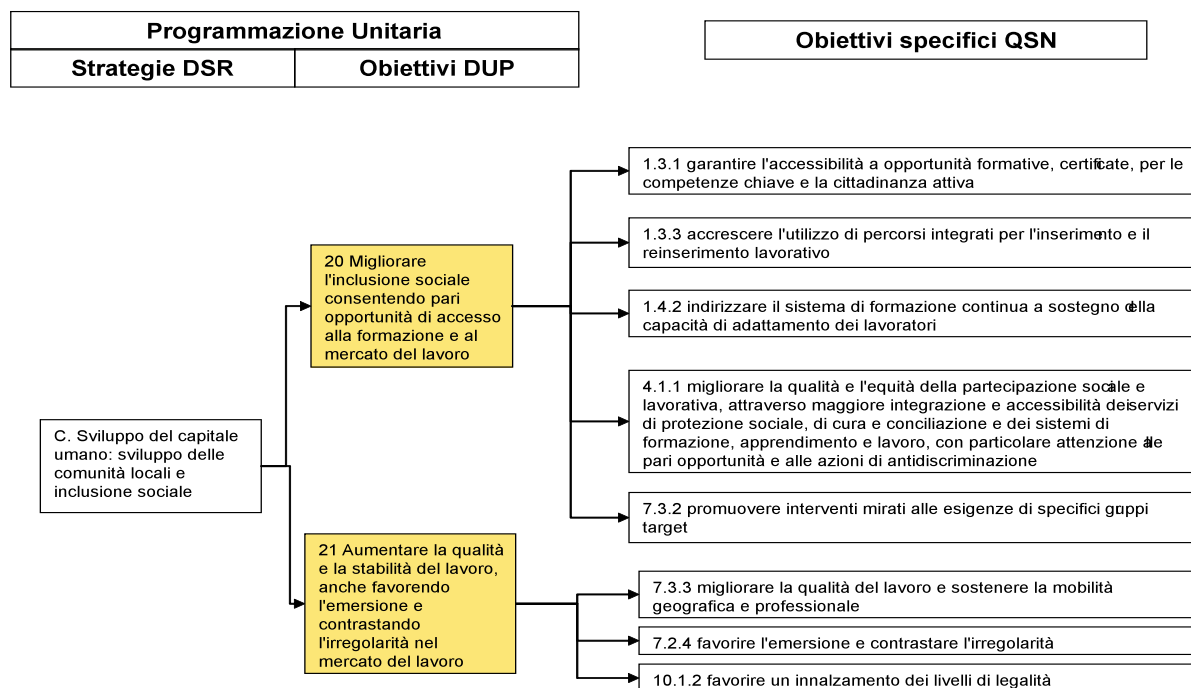 Programmazione Unitaria
Strategie DSR
Obiettivi DUP
Obiettivi specifici QSN
C. Sviluppo del capitale
umano: sviluppo delle
comunità locali e
inclusione sociale
20 Migliorare
l'inclusione sociale
consentendo pari
opportunità di accesso
alla formazione e al
mercato del lavoro
21 Aumentare la qualità
e la stabilità del lavoro,
anche favorendo
l'emersione e
contrastando
l'irregolarità nel
mercato del lavoro
1.3.1 garantire l'accessibilità a opportunità formative, certificate, per le
competenze chiave e la cittadinanza attiva
1.3.3 accrescere l'utilizzo di percorsi integrati per l'inserimento e il
reinserimento lavorativo
1.4.2 indirizzare il sistema di formazione continua a sostegno della
capacità di adattamento dei lavoratori
4.1.1 migliorare la qualità e l'equità della partecipazione sociale e
lavorativa, attraverso maggiore integrazione e accessibilità dei servizi
di protezione sociale, di cura e conciliazione e dei sistemi di
formazione, apprendimento e lavoro, con particolare attenzione alle
pari opportunità e alle azioni di antidiscriminazione
7.3.2 promuovere interventi mirati alle esigenze di specifici gruppi
target
7.3.3 migliorare la qualità del lavoro e sostenere la mobilità
geografica e professionale
7.2.4 favorire l'emersione e contrastare l'irregolarità
10.1.2 favorire un innalzamento dei livelli di legalità